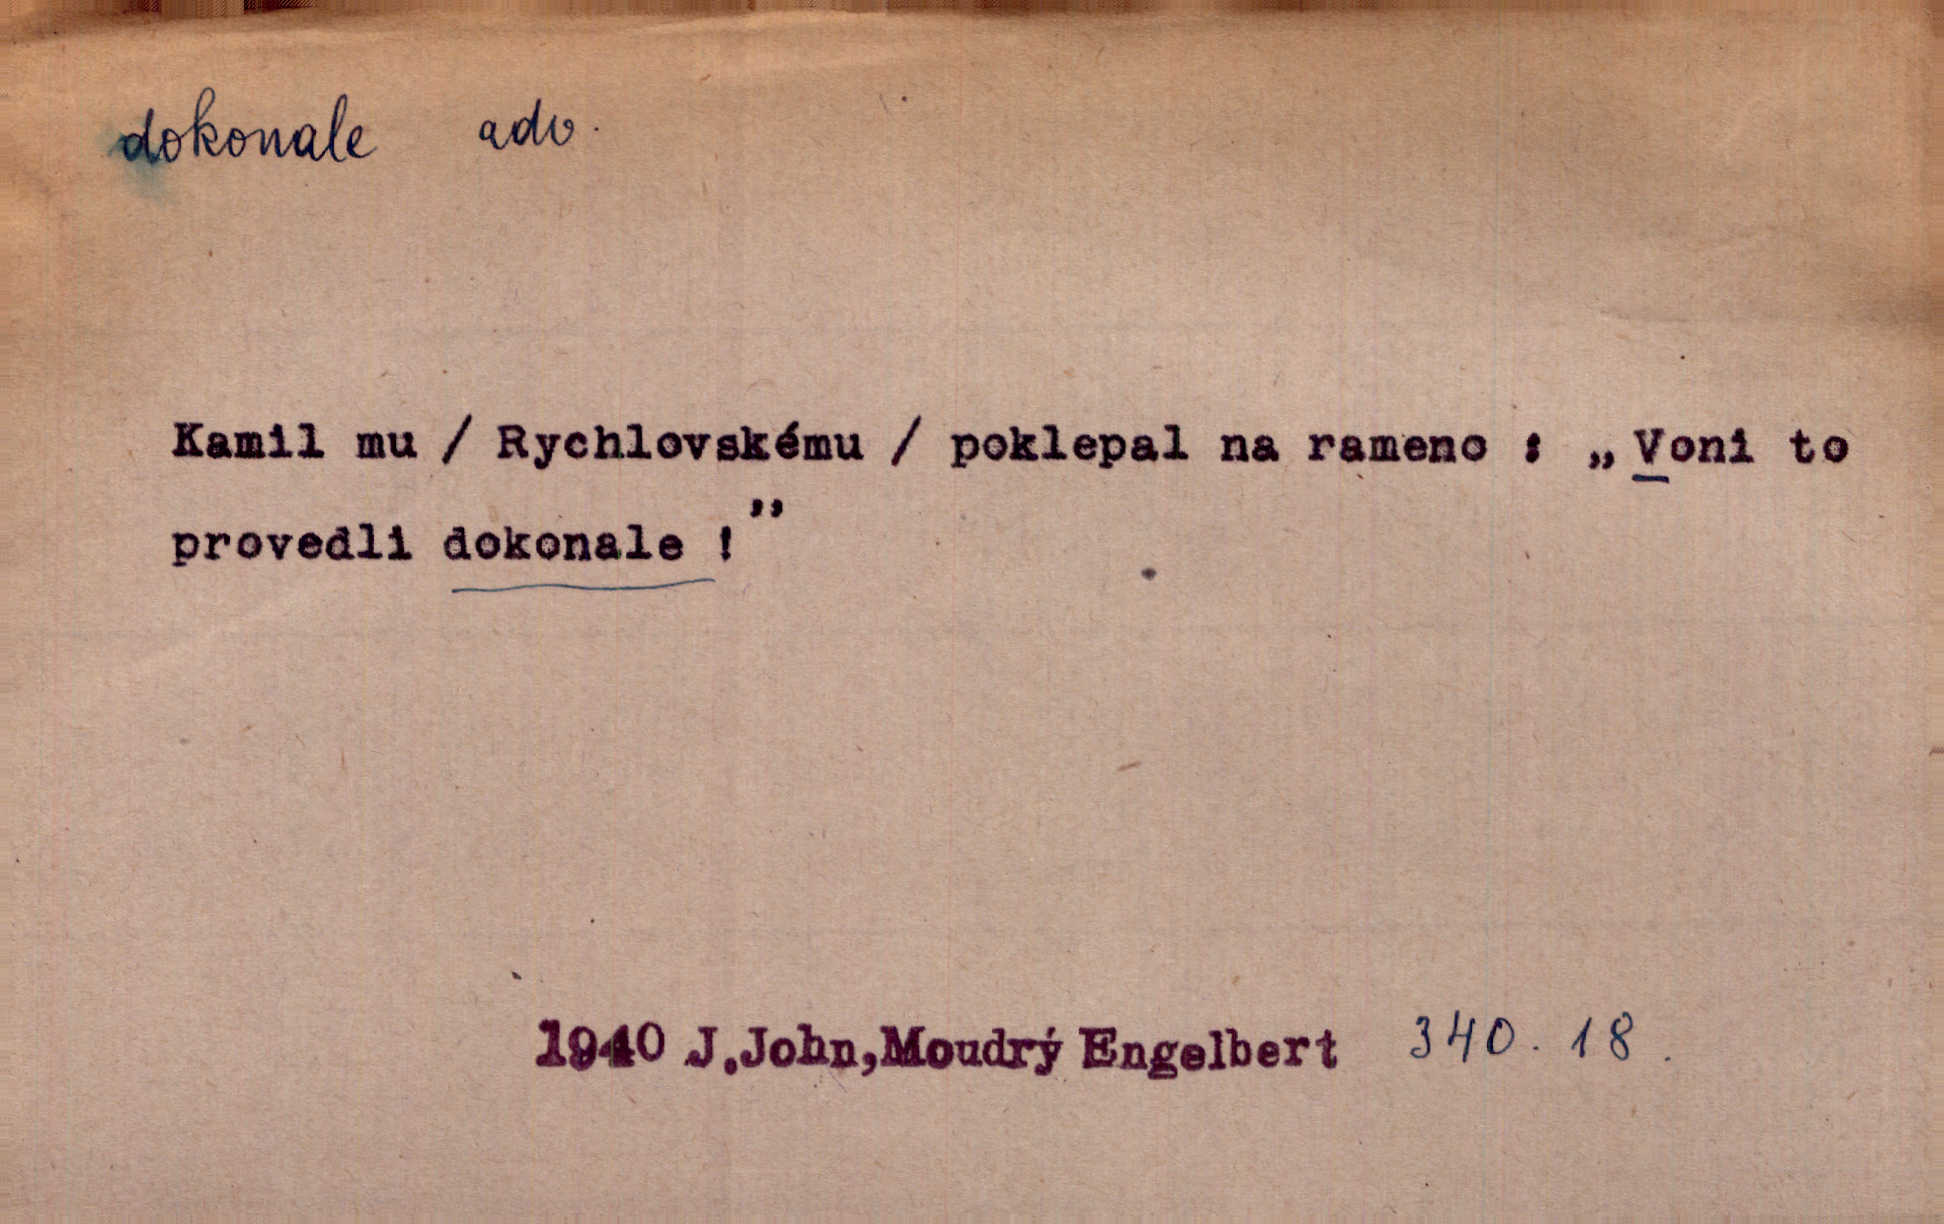 dokonale adv.
Kamil mu / Rychlovskému / poklepal na rameno : „Voni to
provedli dokonale !”
1940 J.John,Moudrý Engelbert 340. 18.